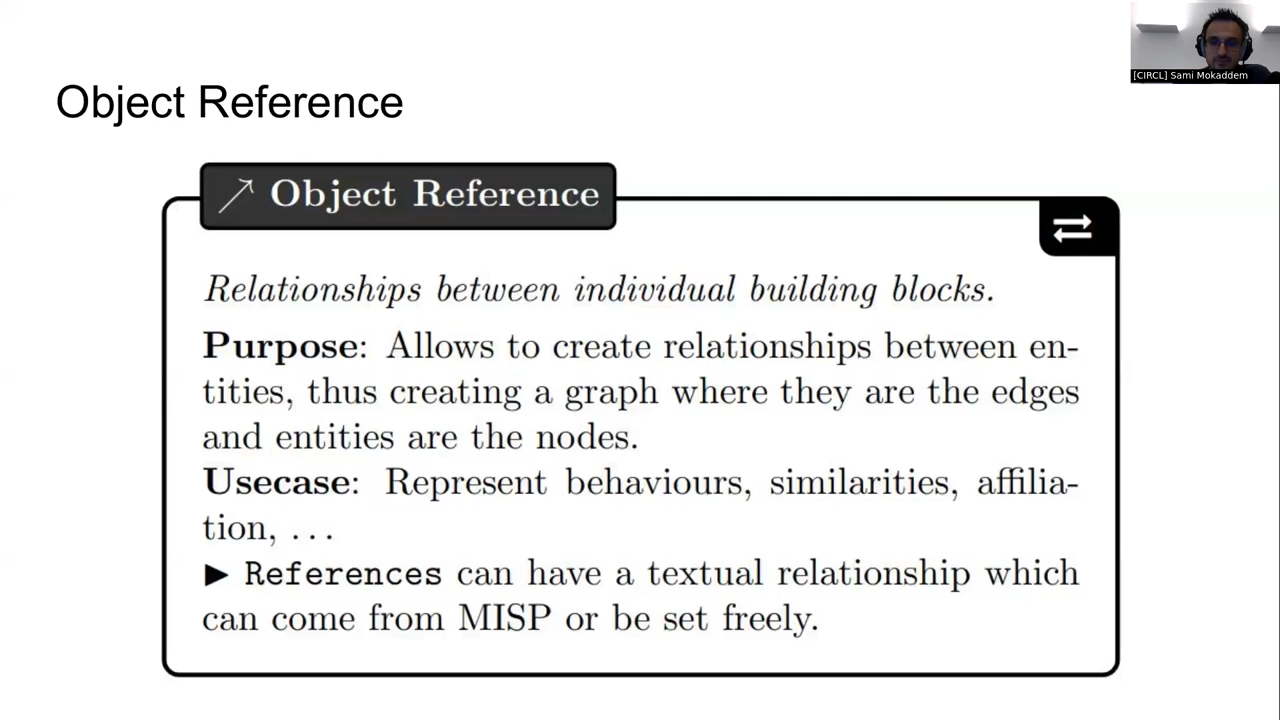 [CIRCL] Sami Mokaddem
Object Reference
↗ Object Reference
Relationships between individual building blocks.
Purpose: Allows to create relationships between en-
tities, thus creating a graph where they are the edges
and entities are the nodes.
Usecase: Represent behaviours, similarities, affilia-
tion, ...
▶ References can have a textual relationship which
can come from MISP or be set freely.